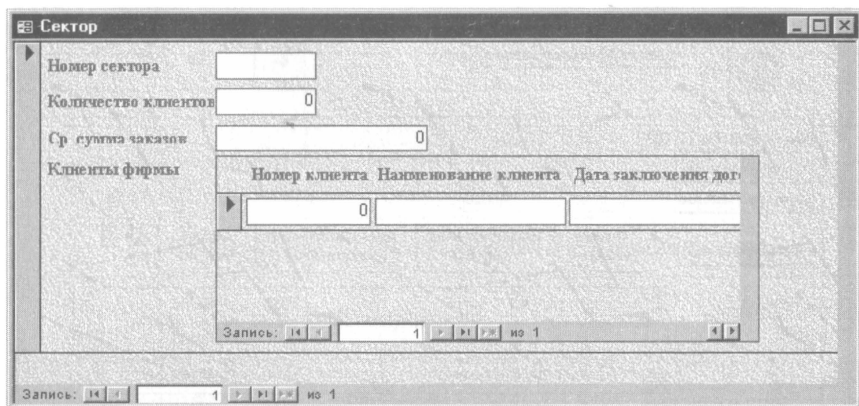 Сектор
Номер сектора
Количество клиентов 0
Ср. сумма заказов 0
Клиенты фирмы
Номер клиента Наименование клиента Дата заключения дог
0
Запись: 1 из 1
Запись: 1 из 1